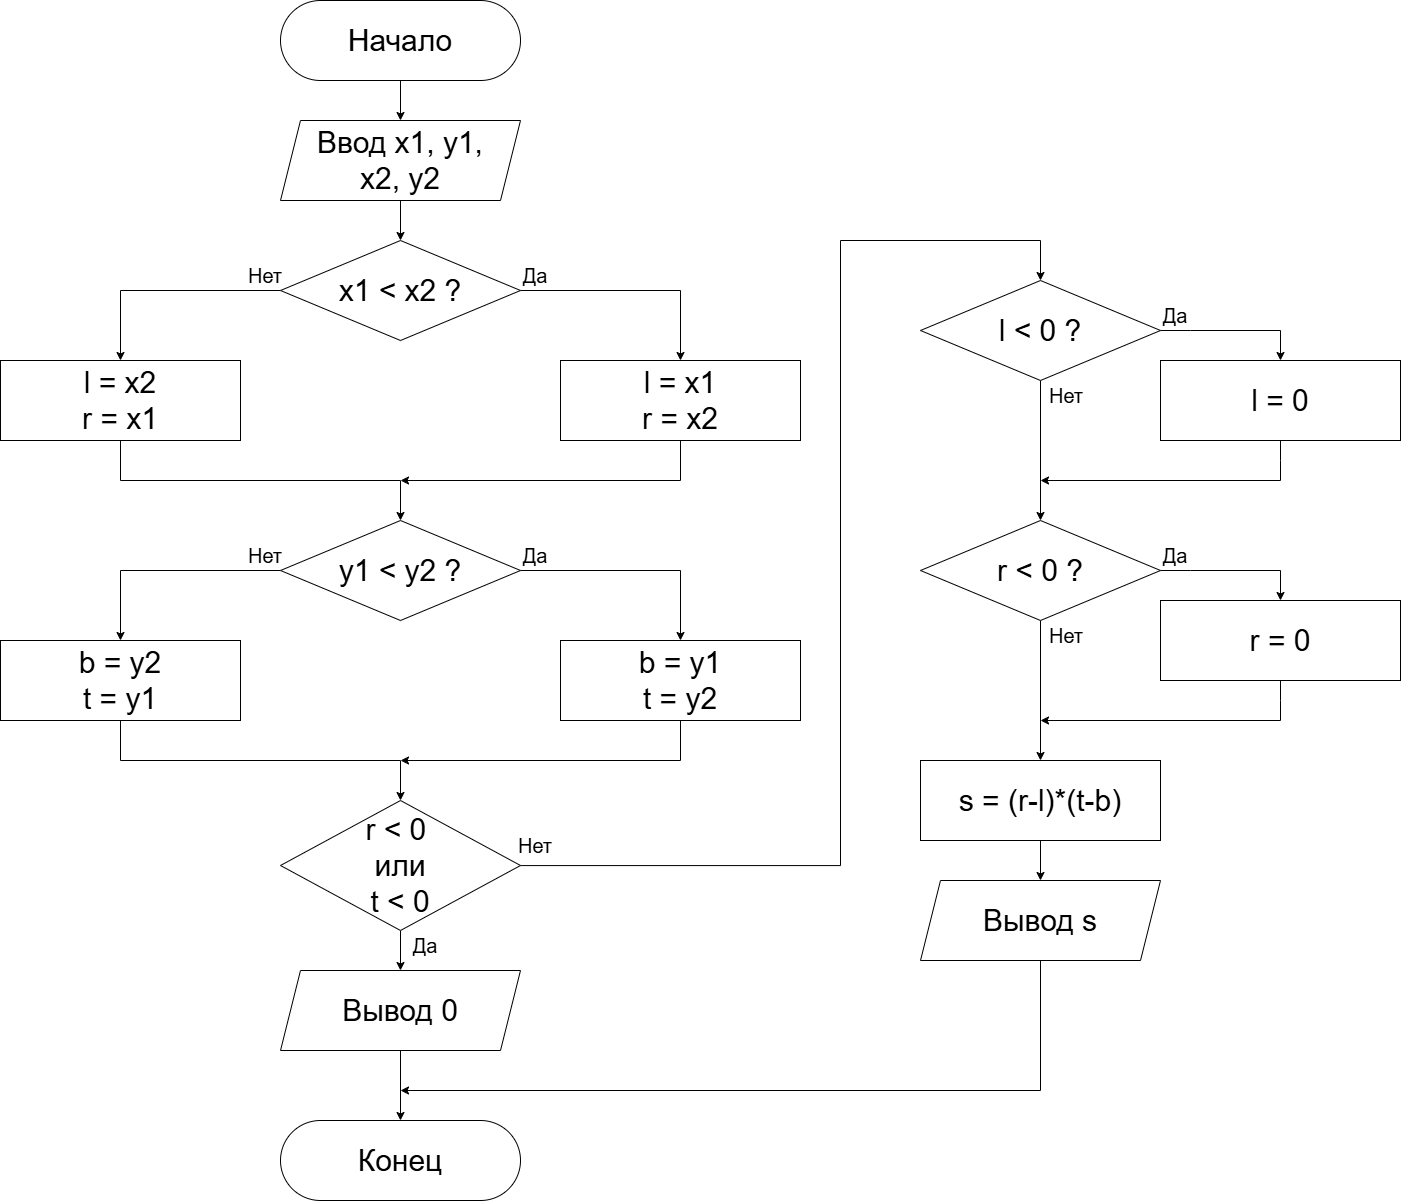 Начало
Ввод x1, y1,
x2, y2
x1 < x2 ?
Нет
Да
l = x2
r = x1
l = x1
r = x2
y1 < y2 ?
Нет
Да
b = y2
t = y1
b = y1
t = y2
r < 0
или
t < 0
Нет
Да
Вывод 0
l < 0 ?
Да
Нет
l = 0
r < 0 ?
Да
Нет
r = 0
s = (r-l)*(t-b)
Вывод s
Конец